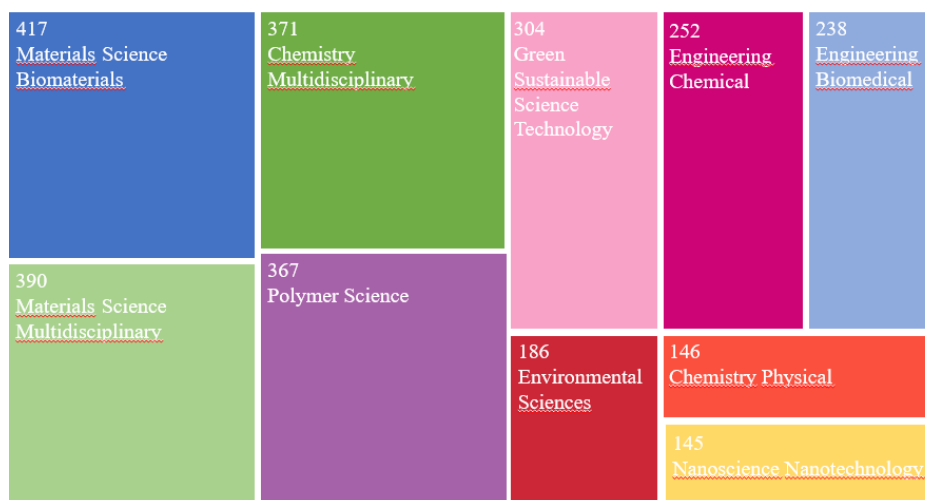 417
Materials Science
Biomaterials
371
Chemistry
Multidisciplinary
304
Green
Sustainable
Science
Technology
252
Engineering
Chemical
238
Engineering
Biomedical
390
Materials Science
Multidisciplinary
367
Polymer Science
186
Environmental
Sciences
146
Chemistry Physical
145
Nanoscience Nanotechnology